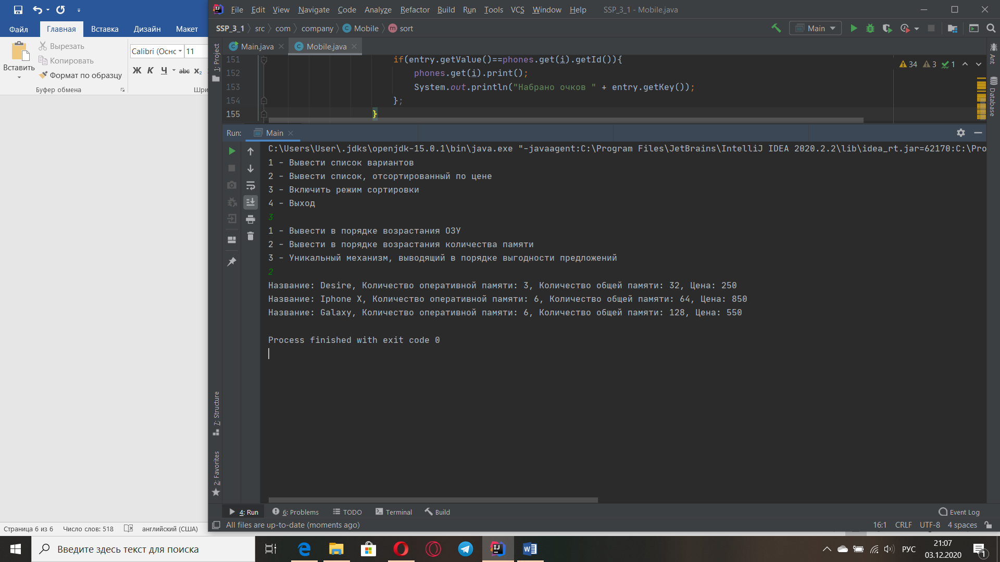 File Edit View Navigate Code Analyze Refactor Build Run Tools VCS Window Help SSP_3_1 - Mobile.java
Файл Главная Вставка Дизайн Макет
SSP_3_1 src com company Mobile sort
Main
Вырезать
Копировать
Вставить
Формат по образцу
Буфер обмена
Calibri (Оснс 11
Ж К Ч abc x₂
Шри
1: Project
Main.java Mobile.java
151 if(entry.getValue()==phones.get(i).getId()){
152 phones.get(i).print();
153 System.out.println("Набрано очков " + entry.getKey());
154 };
155 }
34 3 1
Ant
Database
Run: Main
C:\Users\User\.jdks\openjdk-15.0.1\bin\java.exe "-javaagent:C:\Program Files\JetBrains\IntelliJ IDEA 2020.2.2\lib\idea_rt.jar=62170:C:\Pro
1 - Вывести список вариантов
2 - Вывести список, отсортированный по цене
3 - Включить режим сортировки
4 - Выход
3
1 - Вывести в порядке возрастания ОЗУ
2 - Вывести в порядке возрастания количества памяти
3 - Уникальный механизм, выводящий в порядке выгодности предложений
2
Название: Desire, Количество оперативной памяти: 3, Количество общей памяти: 32, Цена: 250
Название: Iphone X, Количество оперативной памяти: 6, Количество общей памяти: 64, Цена: 850
Название: Galaxy, Количество оперативной памяти: 6, Количество общей памяти: 128, Цена: 550
Process finished with exit code 0
7: Structure
2: Favorites
4: Run 6: Problems TODO Terminal Build Event Log
All files are up-to-date (moments ago) 16:1 CRLF UTF-8 4 spaces
Страница 6 из 6 Число слов: 518 английский (США)
Введите здесь текст для поиска
РУС
21:07
03.12.2020
1